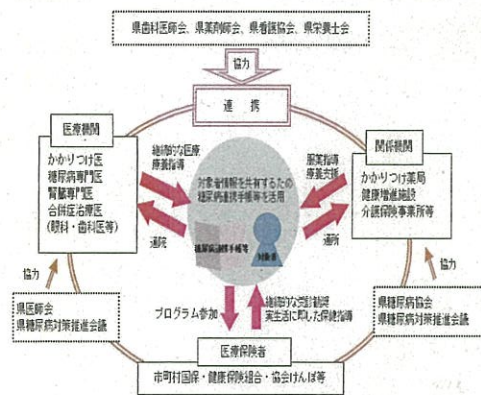 県歯科医師会、県薬剤師会、県看護協会、県栄養士会
協力
連携
医療機関
かかりつけ医
糖尿病専門医
腎臓専門医
合併症治療医
(眼科・歯科医等)
継続的な医療
療養指導
通院
対象者情報を共有するための
糖尿病連携手帳等を活用
糖尿病連携手帳等
対象者
服薬指導
療養支援
通所
関係機関
かかりつけ薬局
健康増進施設
介護保険事業所等
協力
県医師会
県糖尿病対策推進会議
協力
県糖尿病協会
県糖尿病対策推進会議
プログラム参加
継続的な受診勧奨
実生活に即した保健指導
医療保険者
市町村国保・健康保険組合・協会けんぽ等